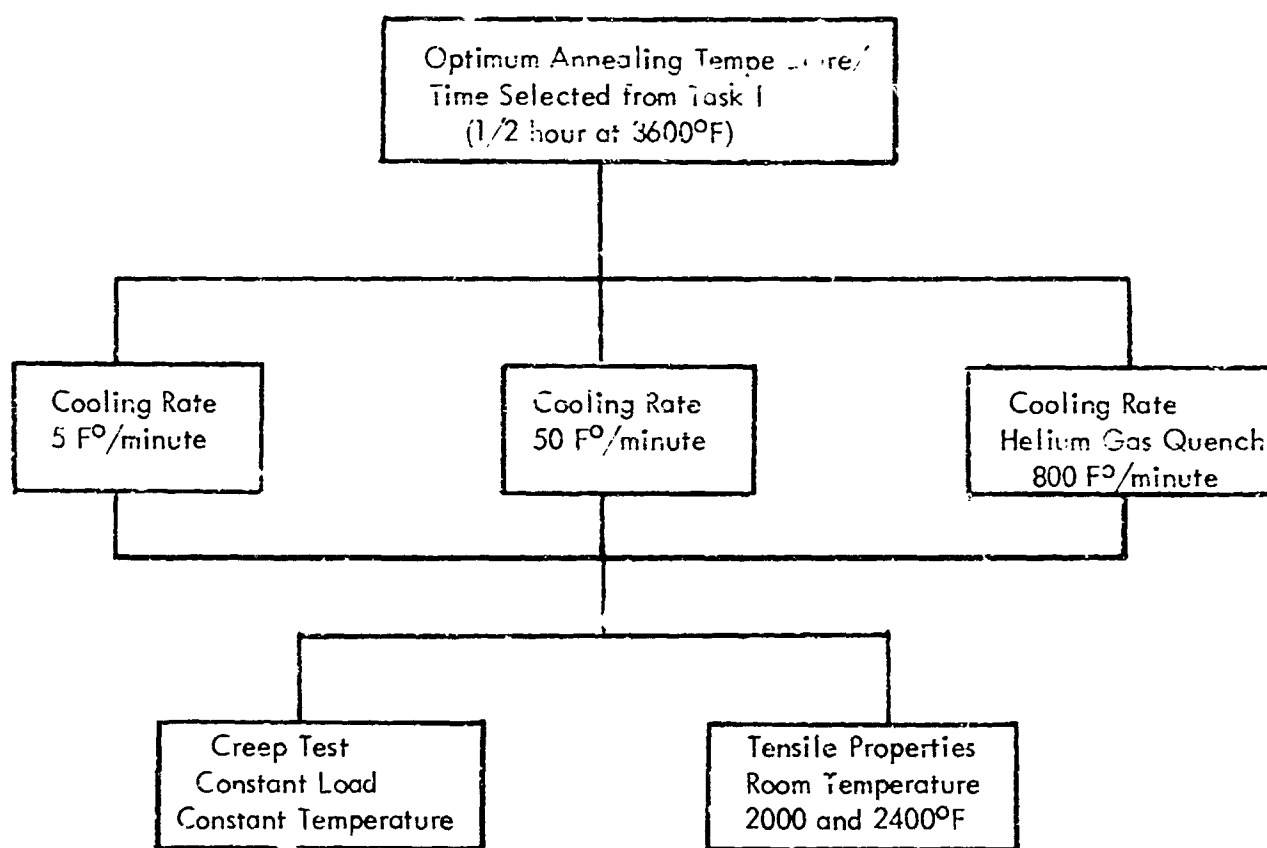 Optimum Annealing
Time Selected from Task I
(1/2 hour at 3600°F)
Cooling Rate
5 F°/minute
Cooling Rate
50 F°/minute
Cooling Rate
Helium Gas Quench
800 F°/minute
Creep Test
Constant Load
Constant Temperature
Tensile Properties
Room Temperature
2000 and 2400°F